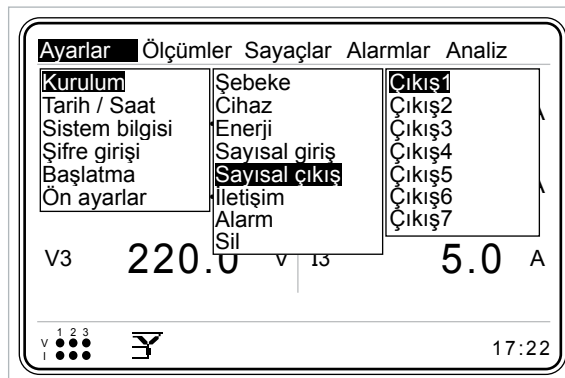 Ayarlar Ölçümler Sayaçlar Alarmlar Analiz
Kurulum
Tarih / Saat
Sistem bilgisi
Şifre girişi
Başlatma
Ön ayarlar
Şebeke
Cihaz
Enerji
Sayısal giriş
Sayısal çıkış
İletişim
Alarm
Sil
Çıkış1
Çıkış2
Çıkış3
Çıkış4
Çıkış5
Çıkış6
Çıkış7
V3 220.0 V I3 5.0 A
1 2 3
V
I
17:22